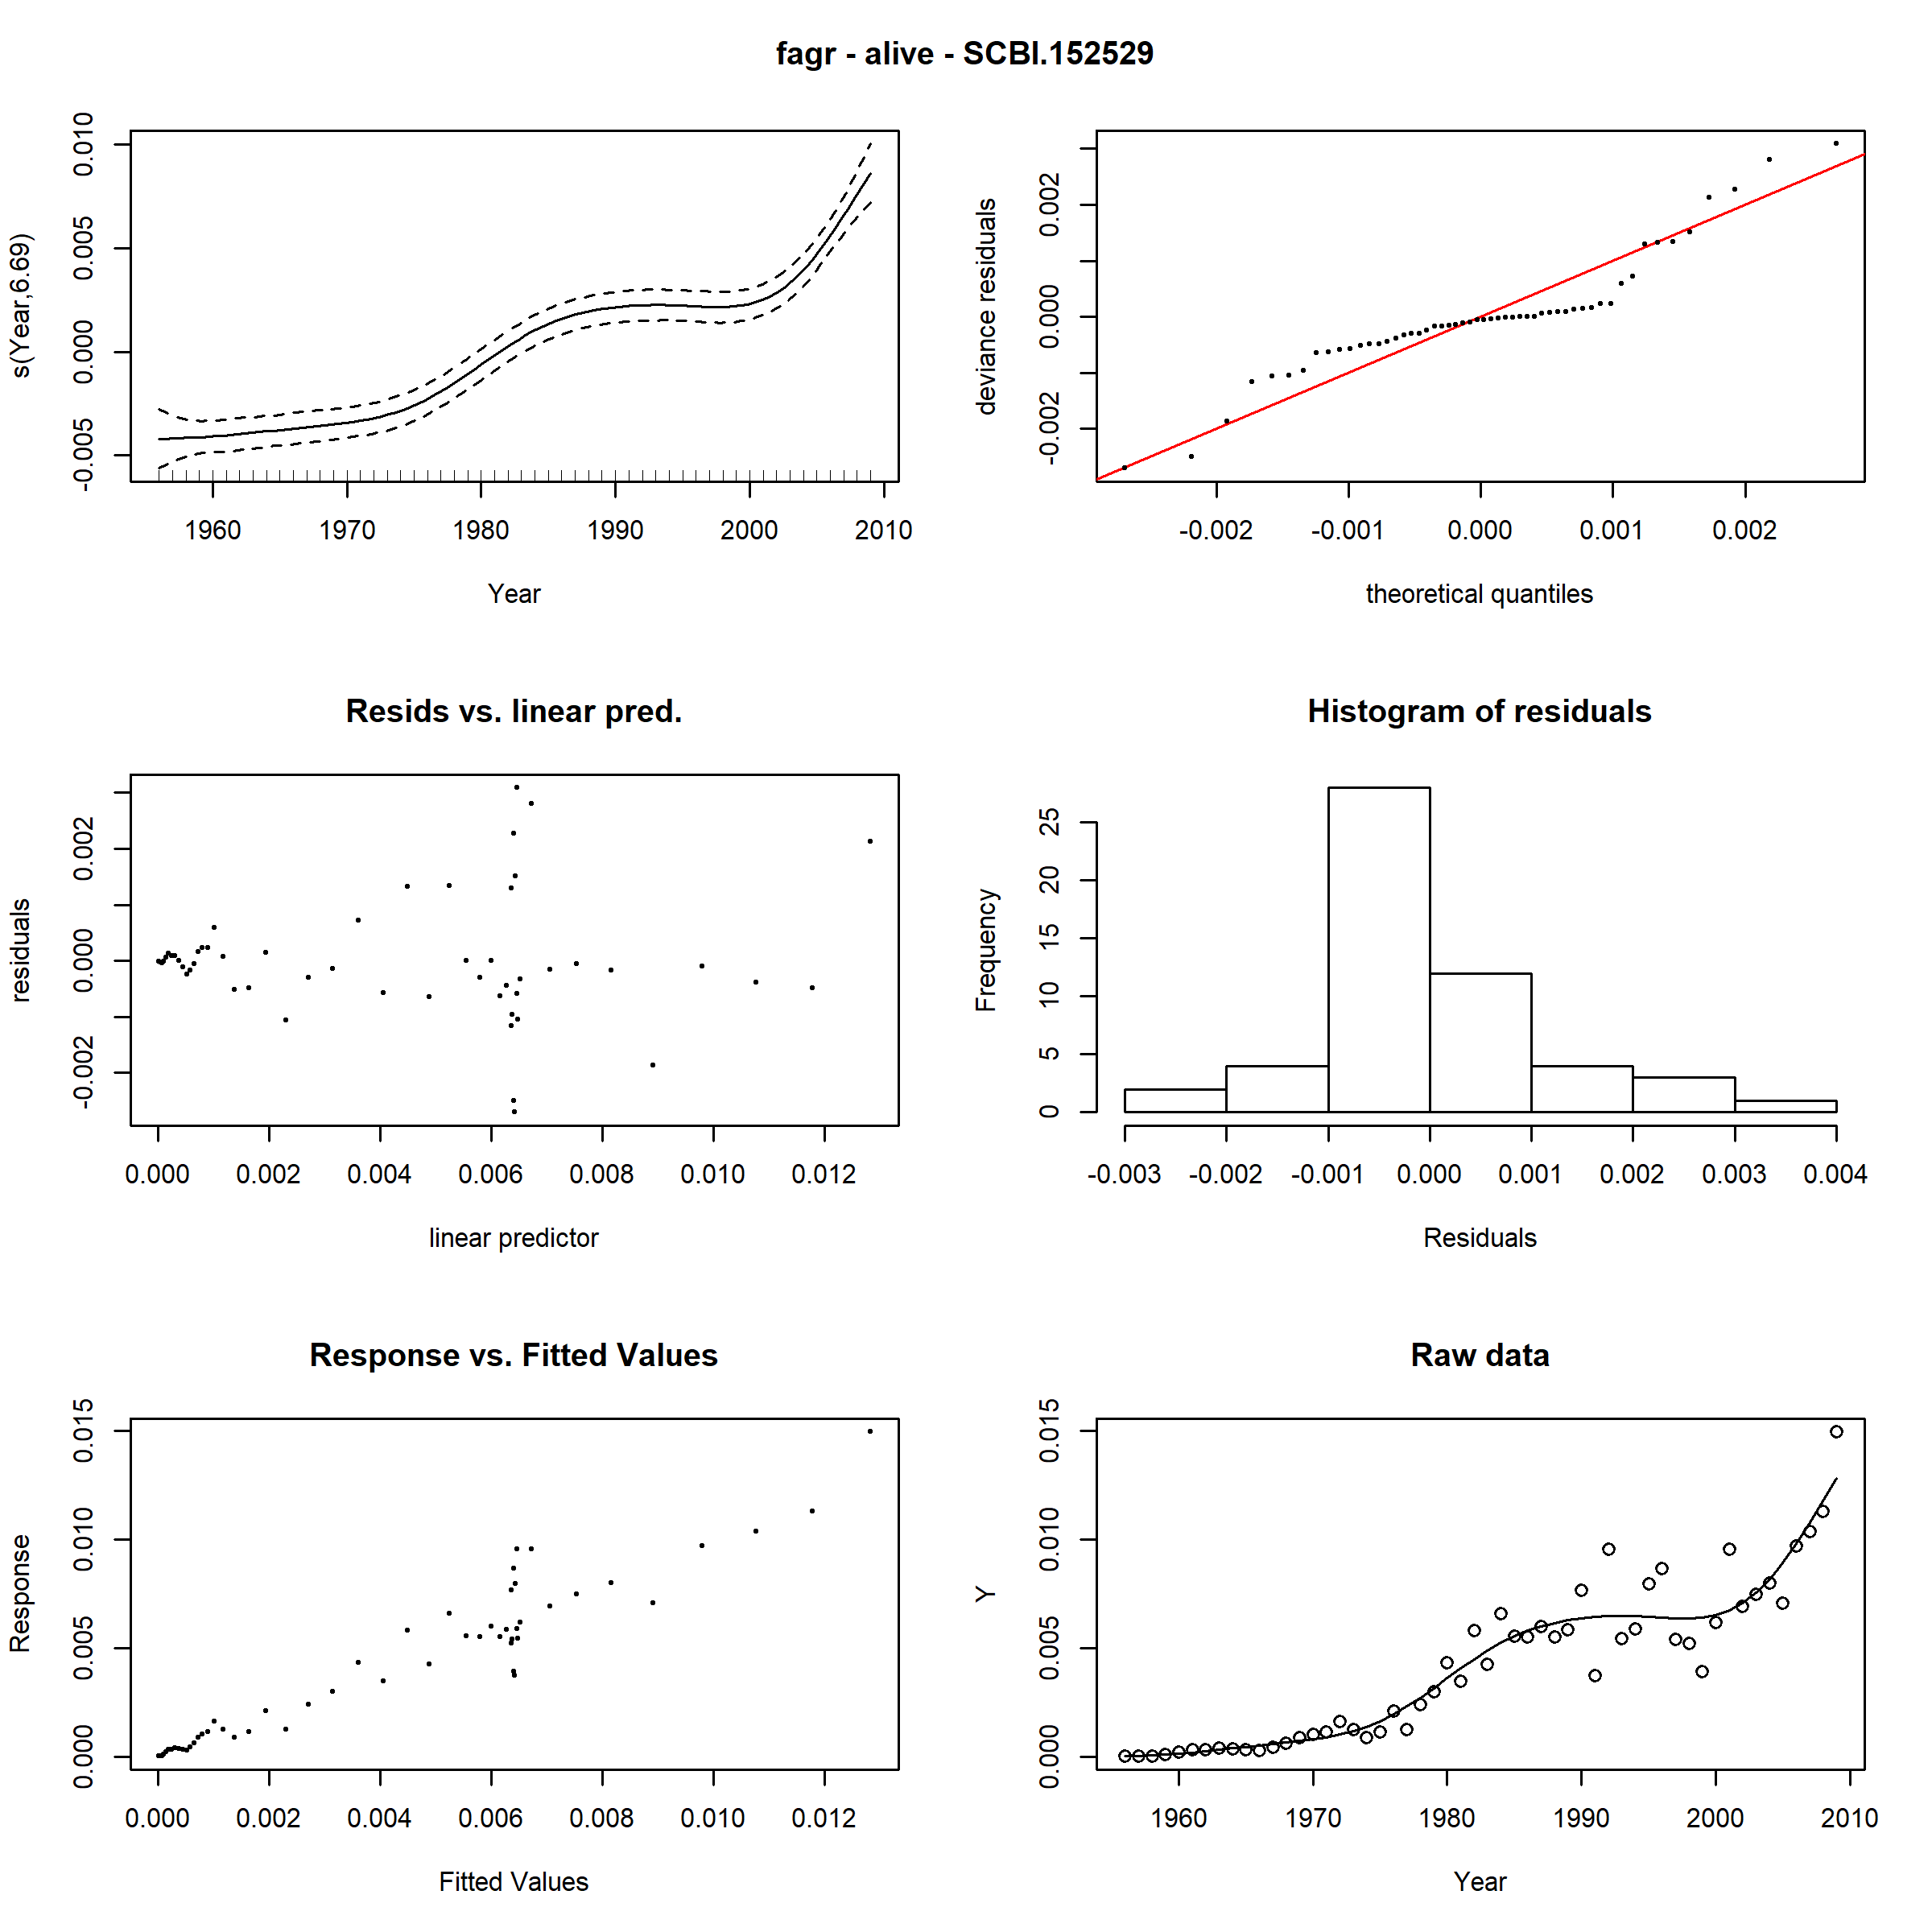 fagr - alive - SCBI.152529
s(Year,6.69)
-0.005 0.000 0.005 0.010
1960 1970 1980 1990 2000 2010
Year
deviance residuals
-0.002 0.000 0.002
-0.002 -0.001 0.000 0.001 0.002
theoretical quantiles
Resids vs. linear pred.
residuals
-0.002 0.000 0.002
0.000 0.002 0.004 0.006 0.008 0.010 0.012
linear predictor
Histogram of residuals
Frequency
0 5 10 15 20 25
-0.003 -0.002 -0.001 0.000 0.001 0.002 0.003 0.004
Residuals
Response vs. Fitted Values
Response
0.000 0.005 0.010 0.015
0.000 0.002 0.004 0.006 0.008 0.010 0.012
Fitted Values
Raw data
Y
0.000 0.005 0.010 0.015
1960 1970 1980 1990 2000 2010
Year